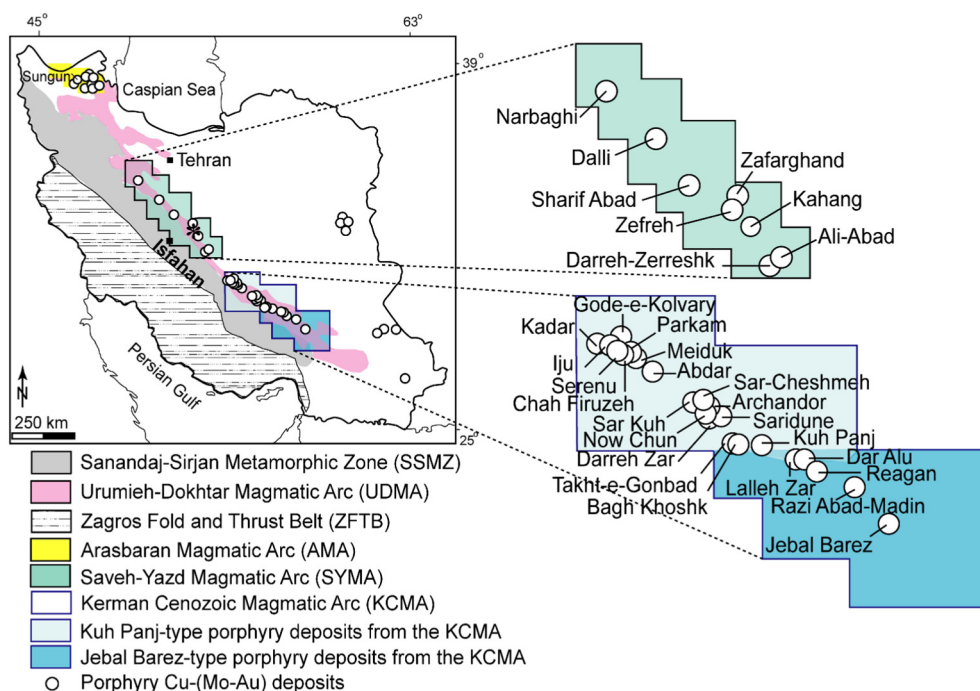 45°
63°
39°
25°
Sungun
Caspian Sea
Tehran
Isfahan
Persian Gulf
N
250 km
Narbaghi
Dalli
Zafarghand
Sharif Abad
Kahang
Zefreh
Ali-Abad
Darreh-Zerreshk
Gode-e-Kolvary
Kadar
Parkam
Iju
Meiduk
Serenu
Abdar
Chah Firuzeh
Sar-Cheshmeh
Sar Kuh
Archandor
Now Chun
Saridune
Darreh Zar
Kuh Panj
Takht-e-Gonbad
Dar Alu
Bagh Khoshk
Lalleh Zar
Reagan
Razi Abad-Madin
Jebal Barez
Sanandaj-Sirjan Metamorphic Zone (SSMZ)
Urumieh-Dokhtar Magmatic Arc (UDMA)
Zagros Fold and Thrust Belt (ZFTB)
Arasbaran Magmatic Arc (AMA)
Saveh-Yazd Magmatic Arc (SYMA)
Kerman Cenozoic Magmatic Arc (KCMA)
Kuh Panj-type porphyry deposits from the KCMA
Jebal Barez-type porphyry deposits from the KCMA
Porphyry Cu-(Mo-Au) deposits